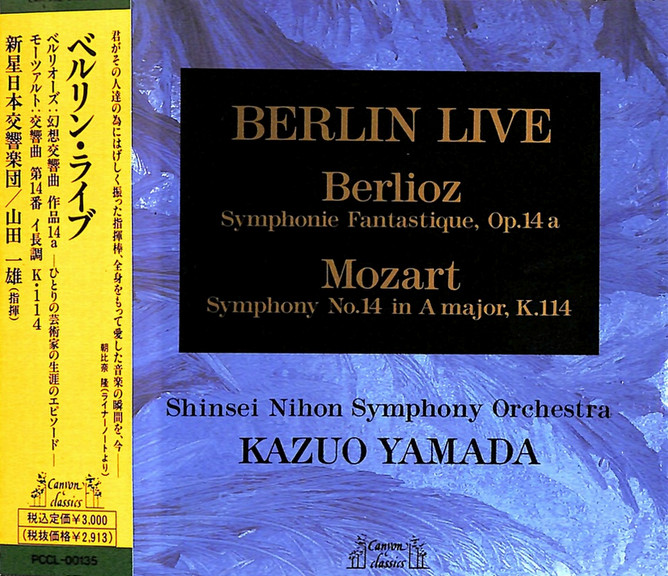 君がその人達の為にはげしく振った指揮棒、全身をもって愛した音楽の瞬間を、今——
朝比奈 隆(ライナーノートより)
ベルリン・ライブ
ベルリオーズ:幻想交響曲 作品14a ——ひとりの芸術家の生涯のエピソード——
モーツァルト:交響曲 第14番 イ長調 K・114
新星日本交響楽団/山田 一雄(指揮)
Canyon
classics
税込定価¥3,000
(税抜価格¥2,913)
PCCL-00135
BERLIN LIVE
Berlioz
Symphonie Fantastique, Op.14a
Mozart
Symphony No.14 in A major, K.114
Shinsei Nihon Symphony Orchestra
KAZUO YAMADA
Canyon
classics